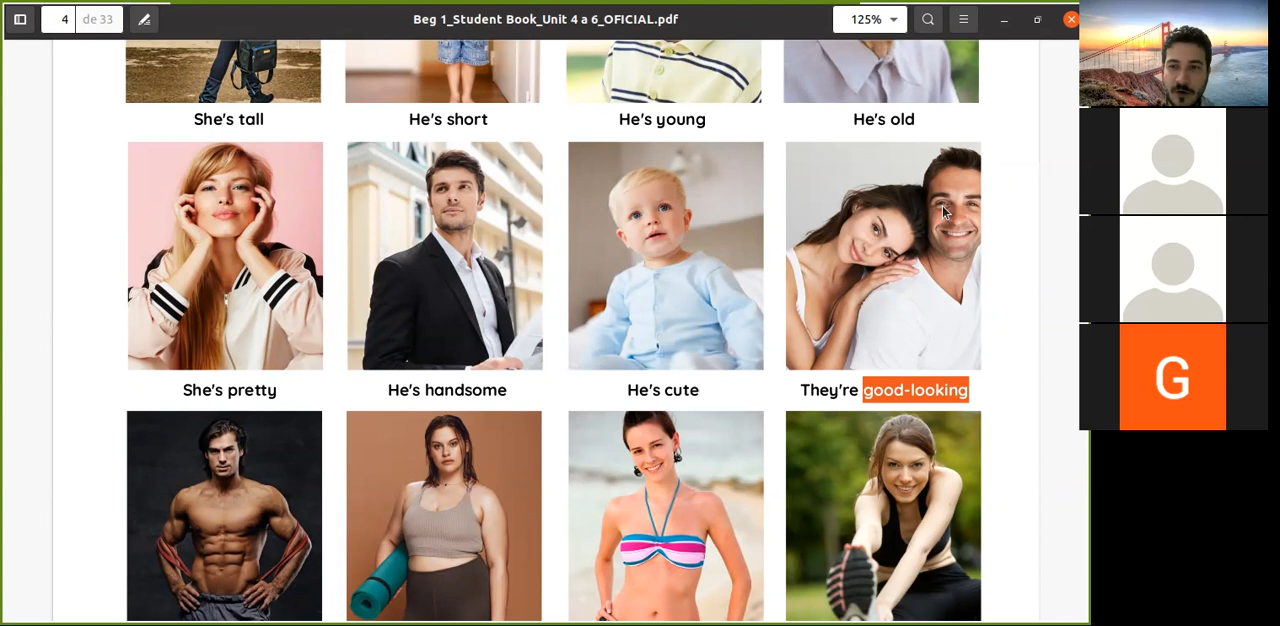 4 de 33 Beg 1_Student Book_Unit 4 a 6_OFICIAL.pdf 125%
She's tall He's short He's young He's old
She's pretty He's handsome He's cute They're good-looking
G